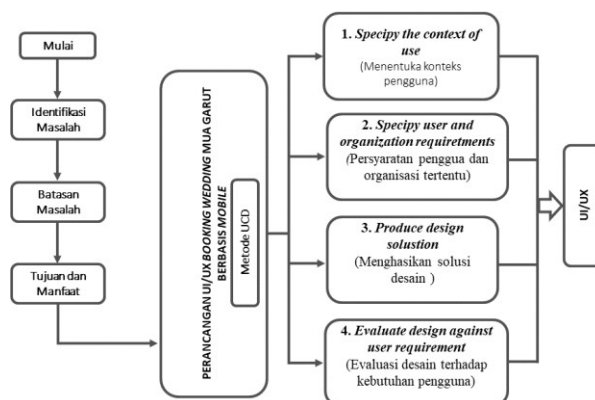 Mulai
Identifikasi
Masalah
Batasan
Masalah
Tujuan dan
Manfaat
PERANCANGAN UI/UX BOOKING WEDDING MUA GARUT
BERBASIS MOBILE
Metode UCD
1. Specipy the context of
use
(Menentuka konteks
pengguna)
2. Specipy user and
organization requiretments
(Persyaratan penggua dan
organisasi tertentu)
3. Produce design
solustion
(Menghasikan solusi
desain )
4. Evaluate design against
user requirement
(Evaluasi desain terhadap
kebutuhan pengguna)
UI/UX